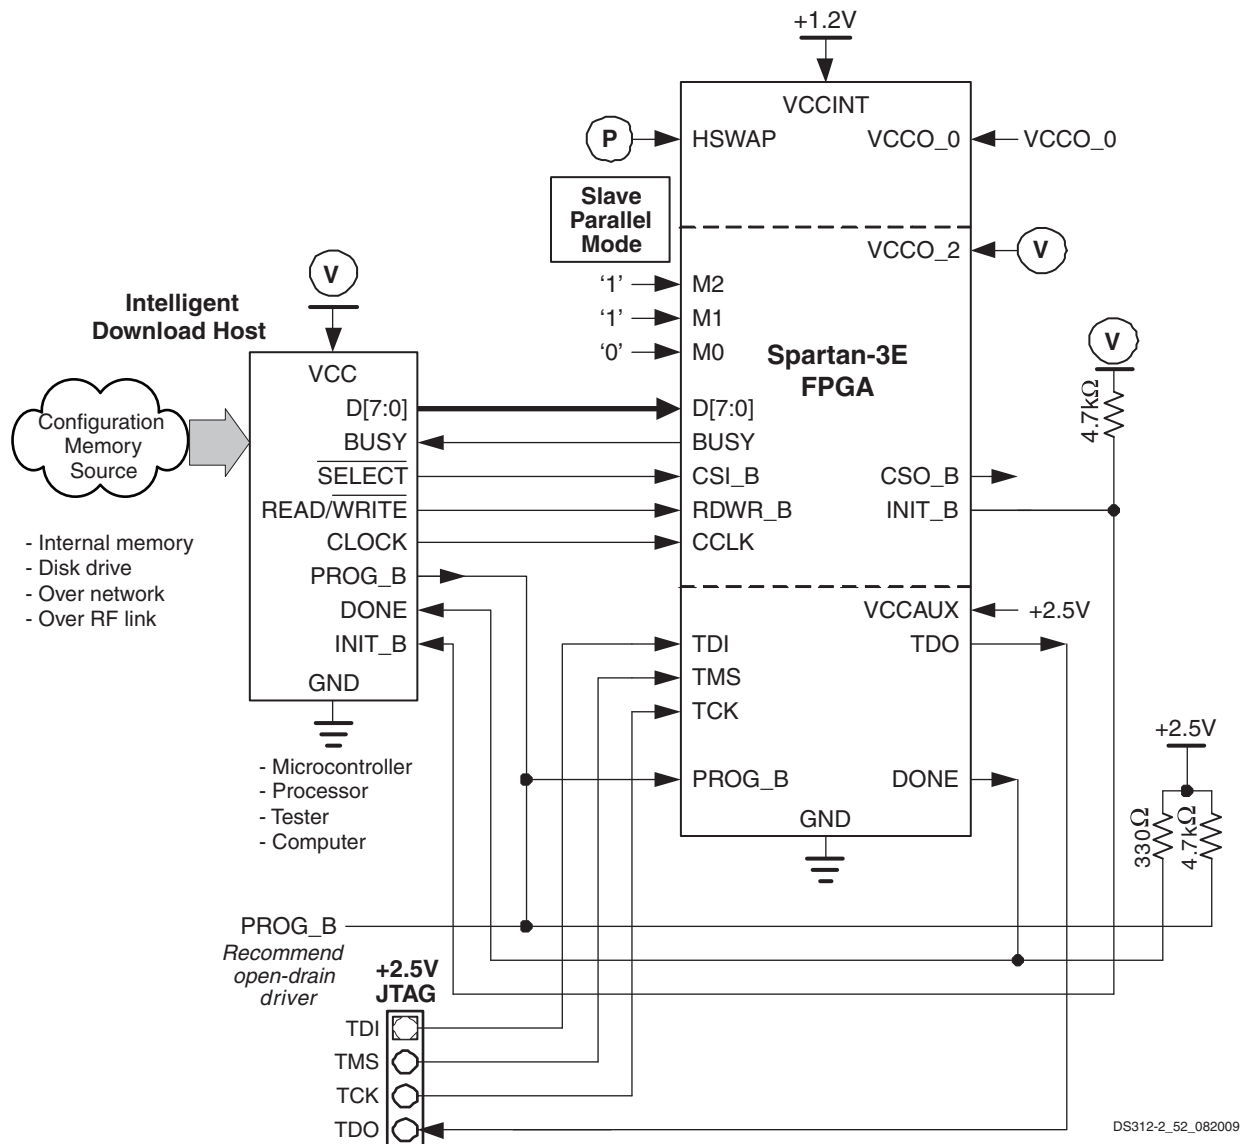 +1.2V
VCCINT
P
HSWAP
VCCO_0
VCCO_0
Slave
Parallel
Mode
VCCO_2
V
V
Intelligent
Download Host
'1'
M2
'1'
M1
'0'
M0
Spartan-3E
FPGA
V
4.7kΩ
VCC
Configuration
Memory
Source
D[7:0]
D[7:0]
BUSY
BUSY
SELECT
CSI_B
CSO_B
READ/WRITE
RDWR_B
INIT_B
CLOCK
CCLK
- Internal memory
- Disk drive
- Over network
- Over RF link
PROG_B
DONE
VCCAUX
+2.5V
INIT_B
TDI
TDO
GND
TMS
TCK
+2.5V
- Microcontroller
- Processor
- Tester
- Computer
PROG_B
DONE
GND
330Ω
4.7kΩ
PROG_B
Recommend
open-drain
driver
+2.5V
JTAG
TDI
TMS
TCK
TDO
DS312-2_52_082009